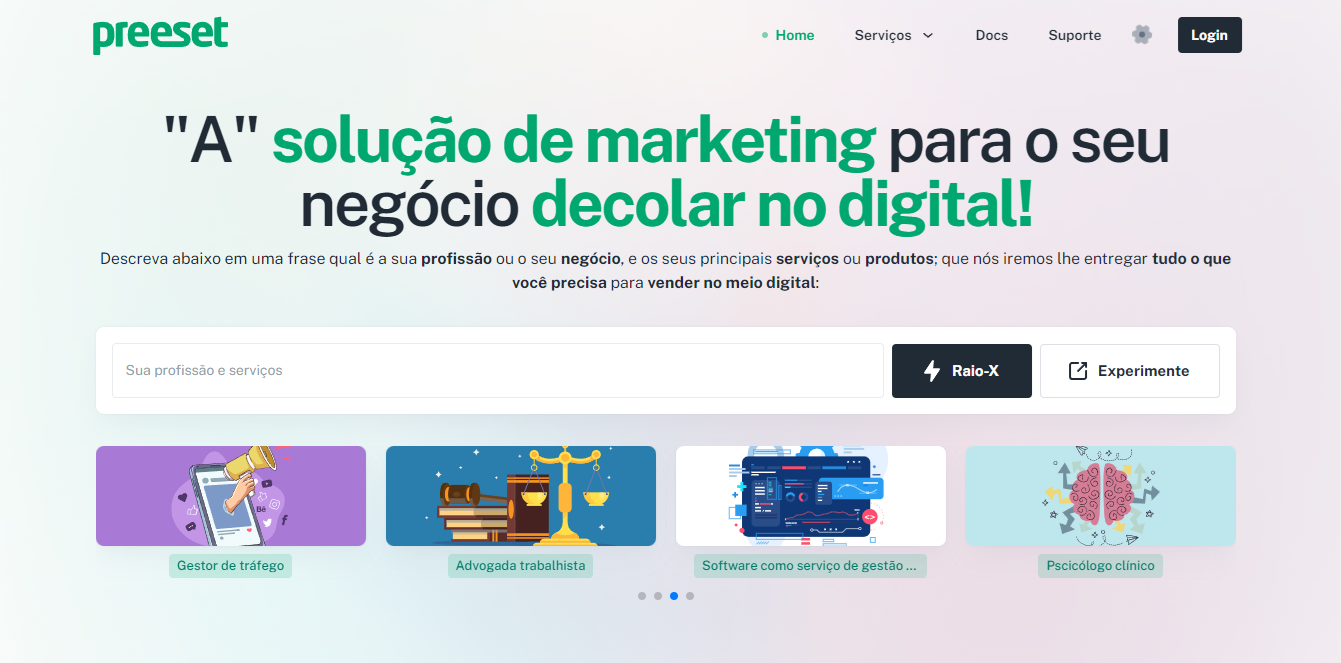 preeset
Home
Serviços
Docs
Suporte
Login
"A" solução de marketing para o seu
negócio decolar no digital!
Descreva abaixo em uma frase qual é a sua profissão ou o seu negócio, e os seus principais serviços ou produtos; que nós iremos lhe entregar tudo o que
você precisa para vender no meio digital:
Sua profissão e serviços
Raio-X
Experimente
Bē
Gestor de tráfego
Advogada trabalhista
Software como serviço de gestão ...
Pscicólogo clínico